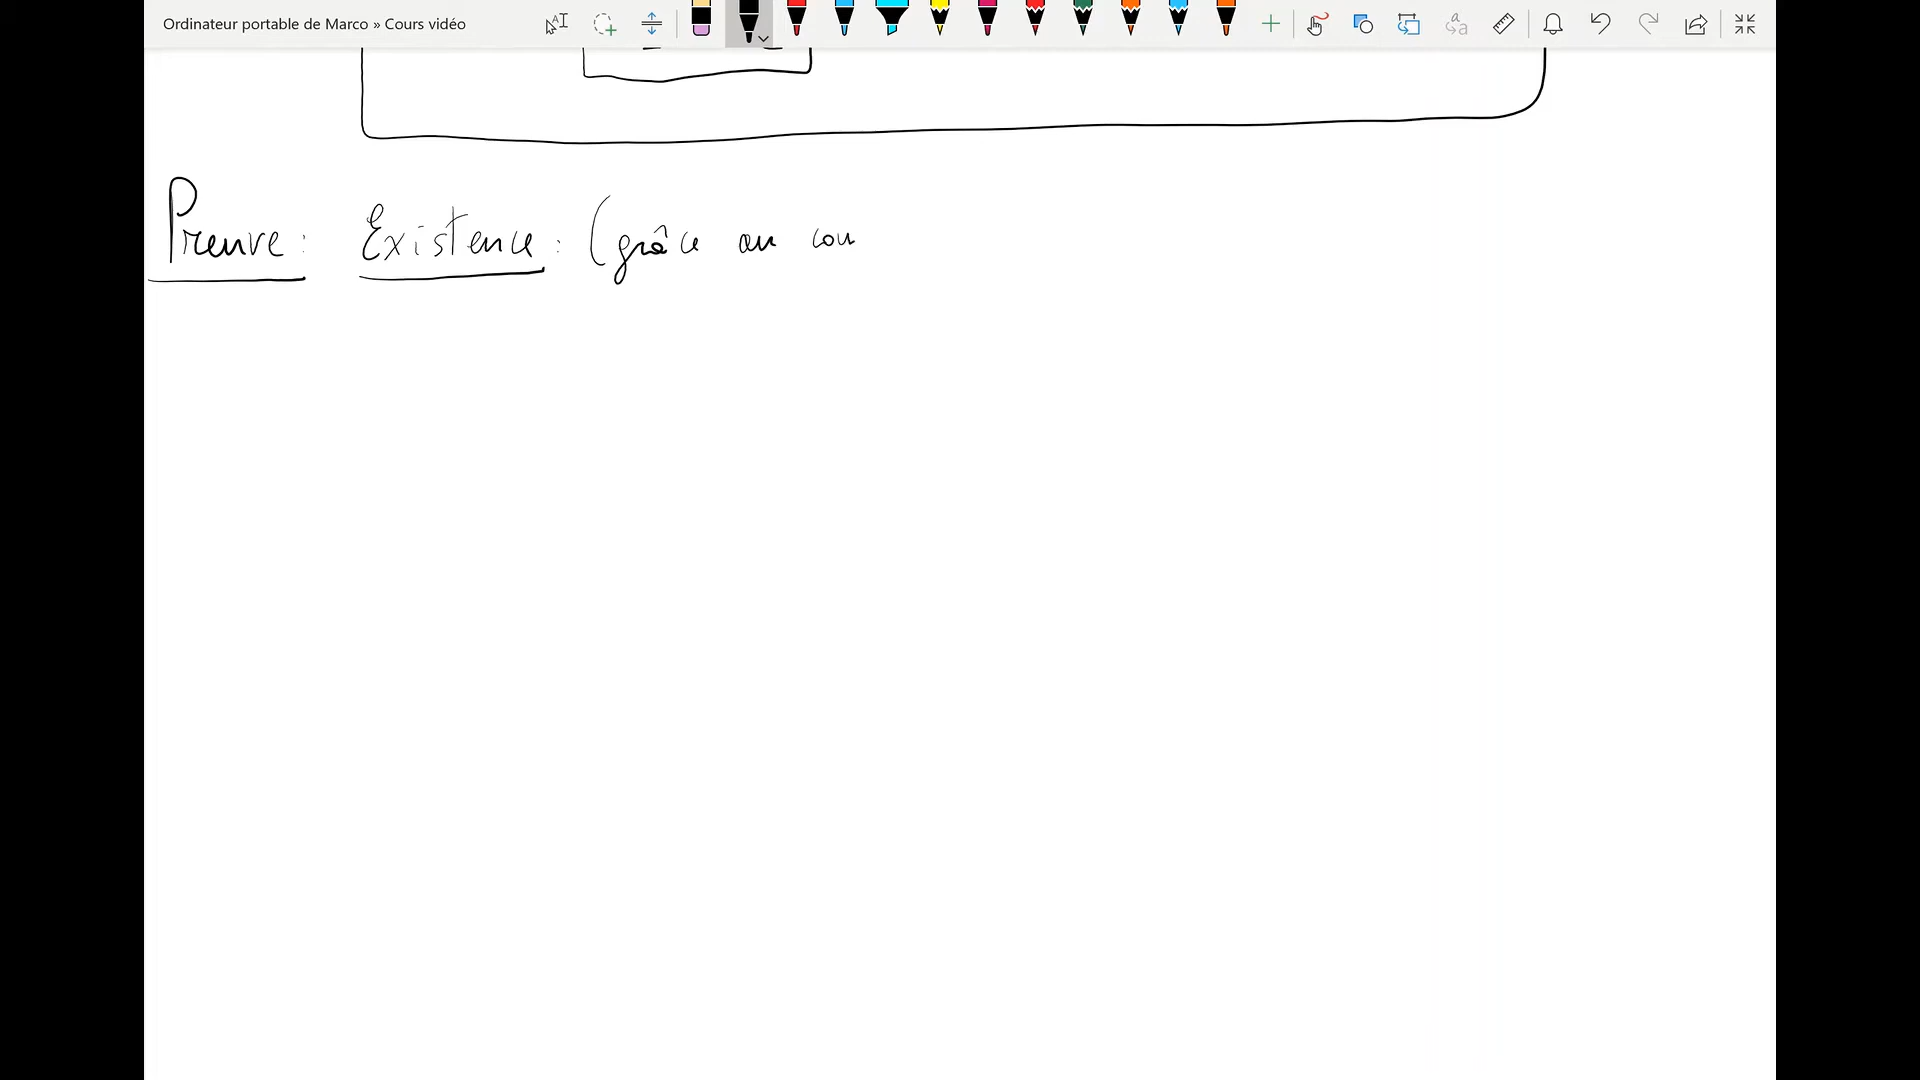 Ordinateur portable de Marco » Cours vidéo
Preuve: Existence: (grâce au cou